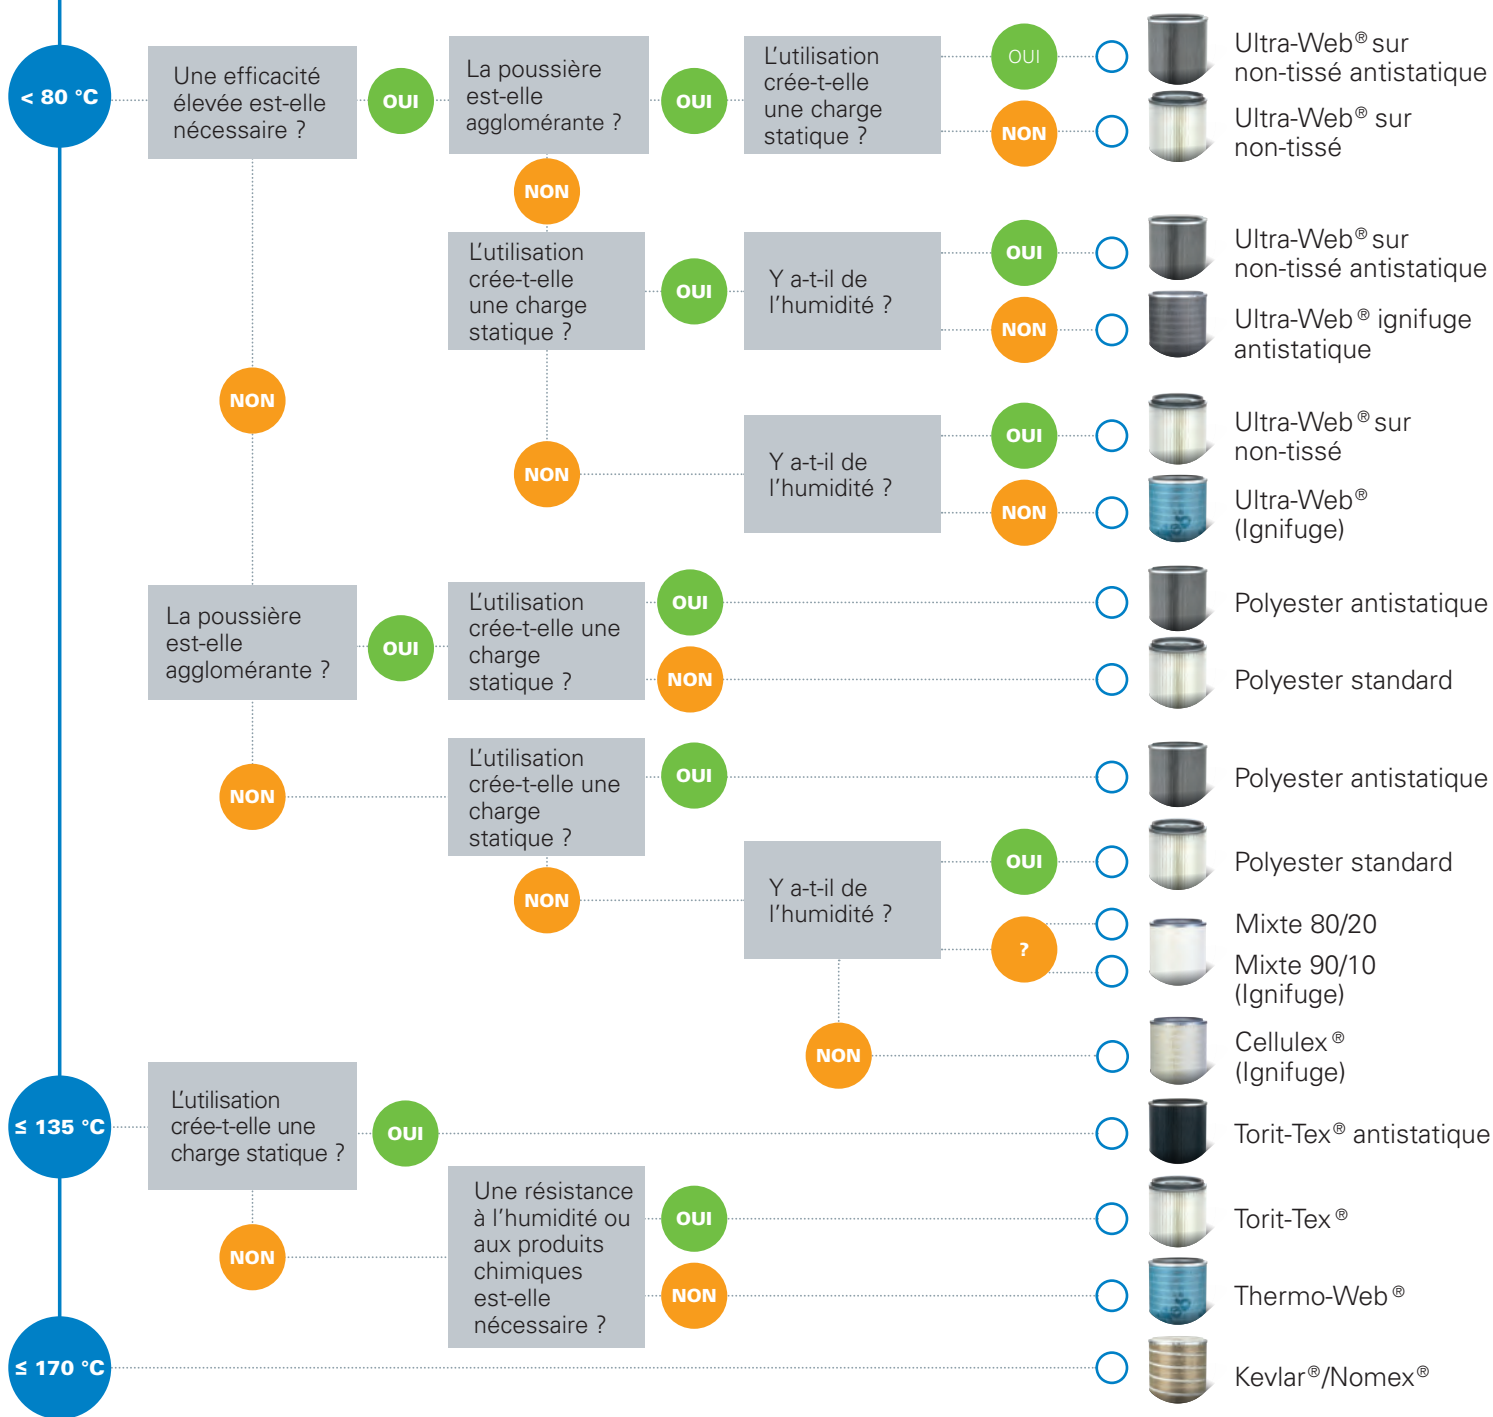 < 80 °C
Une efficacité
élevée est-elle
nécessaire ?
OUI
La poussière
est-elle
agglomérante ?
OUI
L'utilisation
crée-t-elle
une charge
statique ?
OUI
Ultra-Web® sur
non-tissé antistatique
NON
Ultra-Web® sur
non-tissé
NON
L'utilisation
crée-t-elle
une charge
statique ?
OUI
Y a-t-il de
l'humidité ?
OUI
Ultra-Web® sur
non-tissé antistatique
NON
Ultra-Web® ignifuge
antistatique
NON
Y a-t-il de
l'humidité ?
OUI
Ultra-Web® sur
non-tissé
NON
Ultra-Web®
(Ignifuge)
NON
La poussière
est-elle
agglomérante ?
OUI
L'utilisation
crée-t-elle une
charge
statique ?
OUI
Polyester antistatique
NON
Polyester standard
NON
L'utilisation
crée-t-elle une
charge
statique ?
OUI
Polyester antistatique
NON
Y a-t-il de
l'humidité ?
OUI
Polyester standard
?
Mixte 80/20
Mixte 90/10
(Ignifuge)
NON
Cellulex®
(Ignifuge)
≤ 135 °C
L'utilisation
crée-t-elle une
charge statique ?
OUI
Torit-Tex® antistatique
NON
Une résistance
à l'humidité ou
aux produits
chimiques
est-elle
nécessaire ?
OUI
Torit-Tex®
NON
Thermo-Web®
≤ 170 °C
Kevlar®/Nomex®